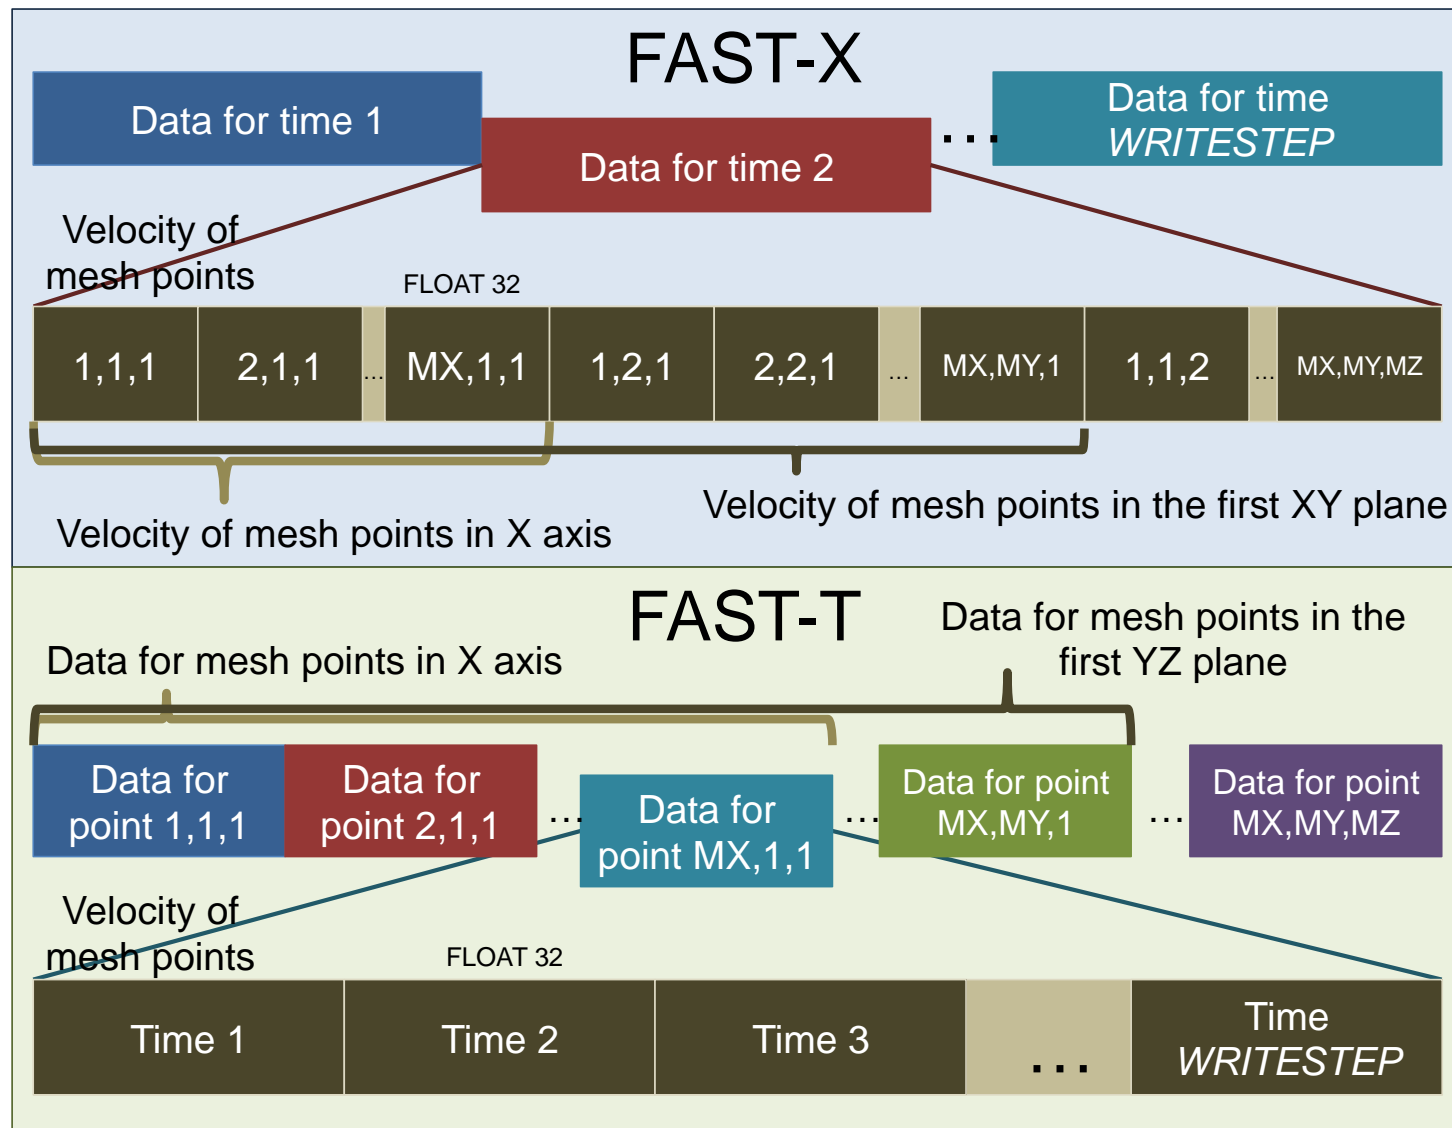 FAST-X
Data for time 1
Data for time 2
...
Data for time
WRITESTEP
Velocity of
mesh points
FLOAT 32
1,1,1
2,1,1
...
MX,1,1
1,2,1
2,2,1
...
MX,MY,1
1,1,2
...
MX,MY,MZ
Velocity of mesh points in the first XY plane
Velocity of mesh points in X axis
FAST-T
Data for mesh points in the
first YZ plane
Data for mesh points in X axis
Data for
point 1,1,1
Data for
point 2,1,1
...
Data for
point MX,1,1
...
Data for point
MX,MY,1
...
Data for point
MX,MY,MZ
Velocity of
mesh points
FLOAT 32
Time 1
Time 2
Time 3
...
Time
WRITESTEP